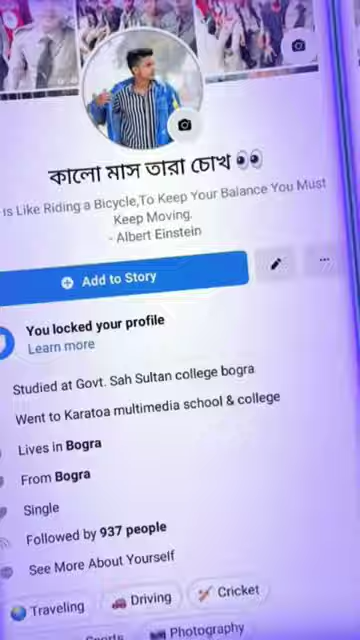 কালো মাস তারা চোখ 👀
is Like Riding a Bicycle,To Keep Your Balance You Must
Keep Moving.
- Albert Einstein
Add to Story
You locked your profile
Learn more
Studied at Govt. Sah Sultan college bogra
Went to Karatoa multimedia school & college
Lives in Bogra
From Bogra
Single
Followed by 937 people
See More About Yourself
Traveling Driving Cricket
Sports Photography